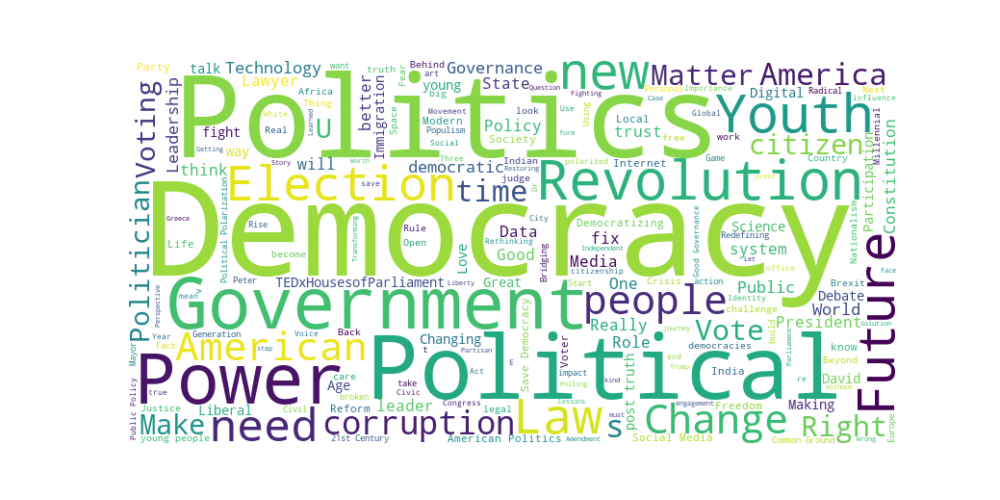 Party
talk
Technology
want
Behind
Governance
new
Matter
America
Politics
Lawyer
truth
Fear
art
State
Question
Fighting
Personal
Importance
Next
Voting
Leadership
Africa
Thing
better
Immigration
young
big
Using
Case
Digital
Radical
influence
White
U
Space
Movement
look
Use
Global
Youth
Millennial
fight
Real
Learned
Modern
Populism
Policy
Local
trust
form
free
work
Getting
way
Social
Society
citizen
Constitution
think
Story
will
democratic
Three
Indian
polarized
Internet
Game
Country
Participation
Worth
judge
Restoring
Election
save
time
Dr
Revolution
press
Politician
Political Polarization
Democracy
Greece
Rise
Transforming
Rule
City
Democratizing
Science
Nationalism
Data
Rethinking
Independent
fix
Redefining
system
Life
Open
Love
Good
Bridging
Good Governance
Let
become
Media
office
Future
Face
Peter
TEDxHousesofParliament
Great
citizenship
One
Crisis
action
Brexit
Government
Liberty
Start
people
Public
Identity
Debate
World
mean
v
Perspective
challenge
Year
Generation
Voice
Back
Save Democracy
Really
Vote
President
Mayor
Fact
American
step
Changing
t
Partisan
Voter
Role
democracies
journey
build
Parliament
solution
know
Power
Political
E
Act
impact
end
Trump
Beyond
without
care
take
Civic
Polling
kind
India
re
David
true
Age
broken
Congress
Lessons
Making
Public Policy
Justice
Liberal
Civil
Reform
leader
legal
must
post truth
engagement
Freedom
Make
need
corruption
Law
s
Change
Right
Europe
young people
21st Century
American Politics
Amendment
Social Media
Common Ground
Wrong